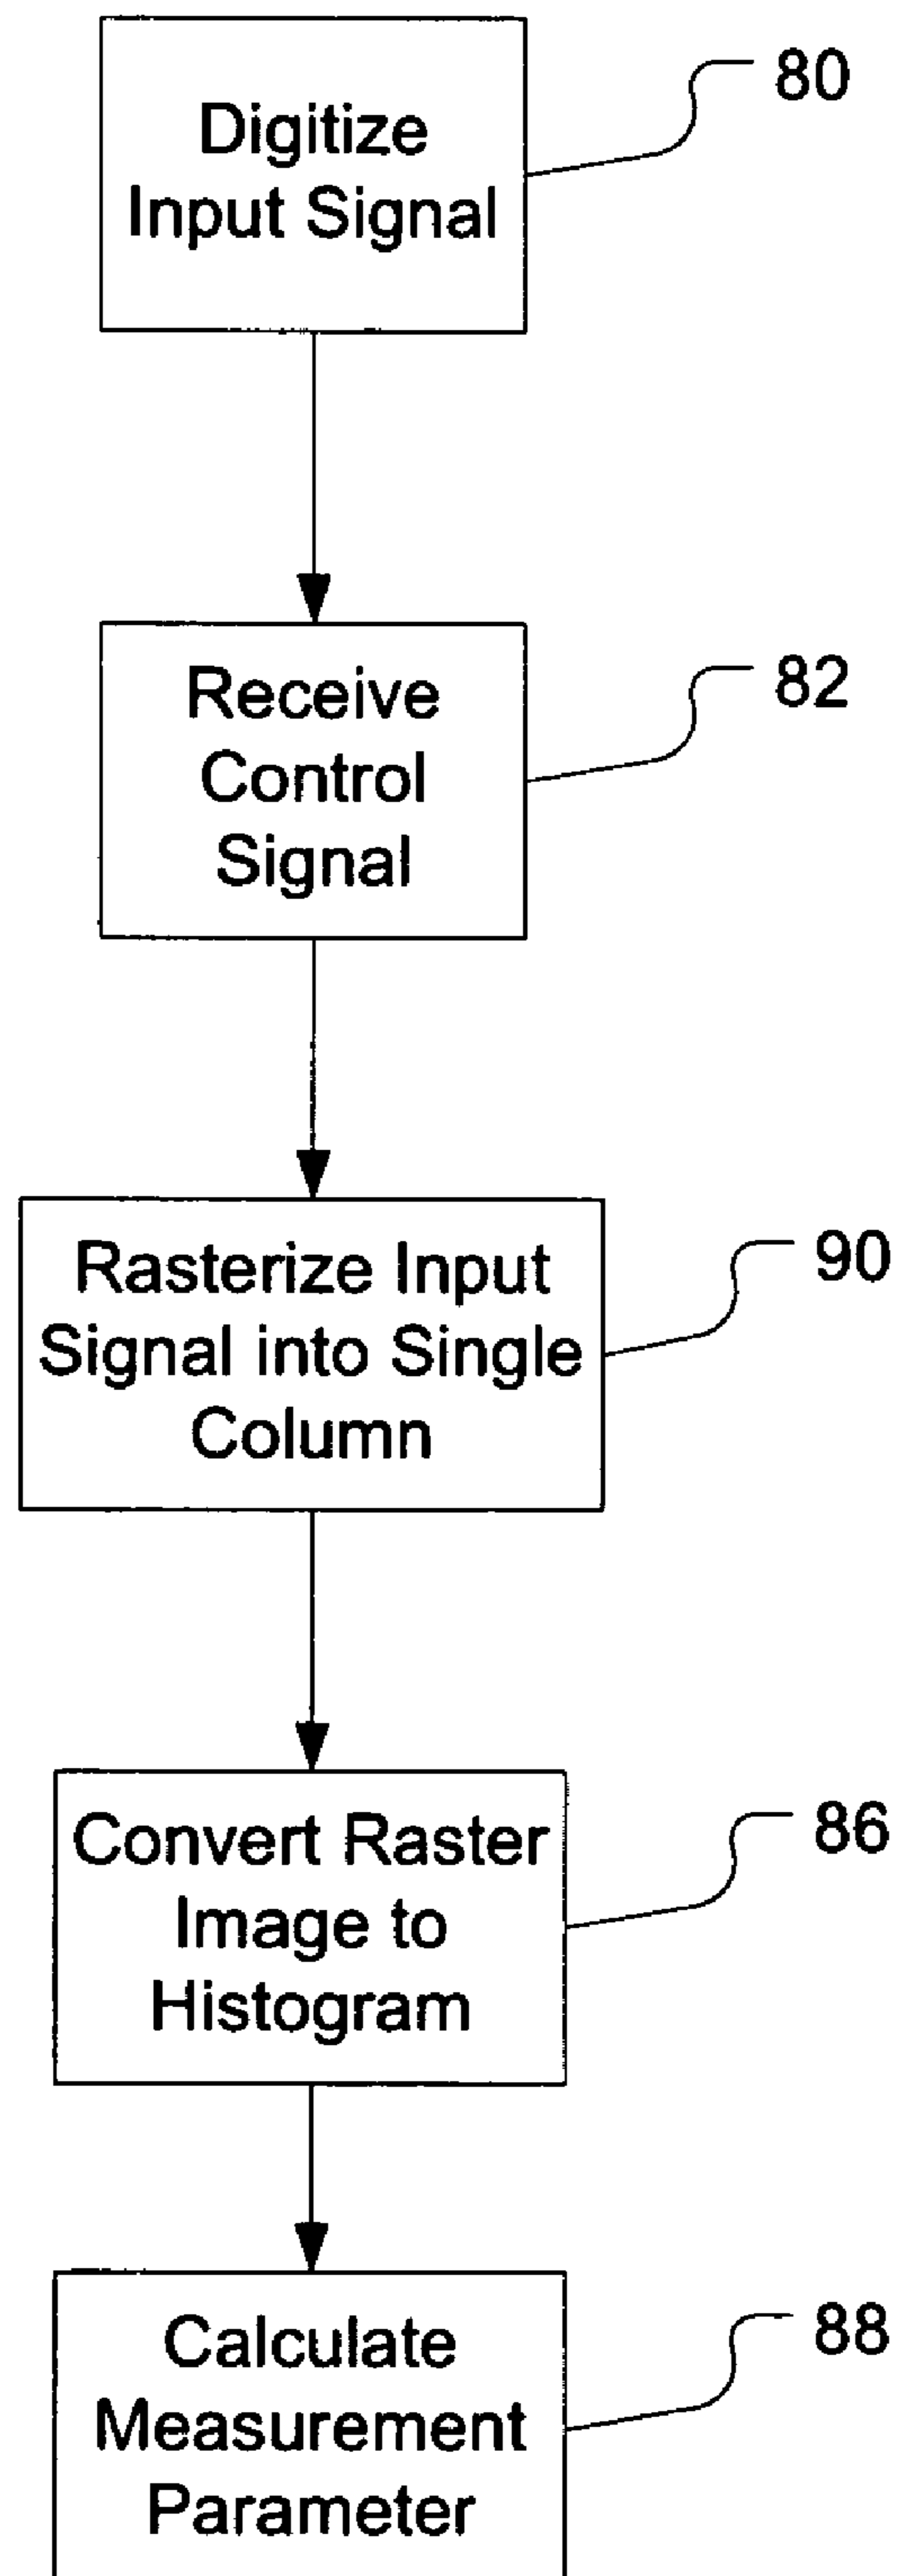 Digitize
Input Signal
80
Receive
Control
Signal
82
Rasterize Input
Signal into Single
Column
90
Convert Raster
Image to
Histogram
86
Calculate
Measurement
Parameter
88